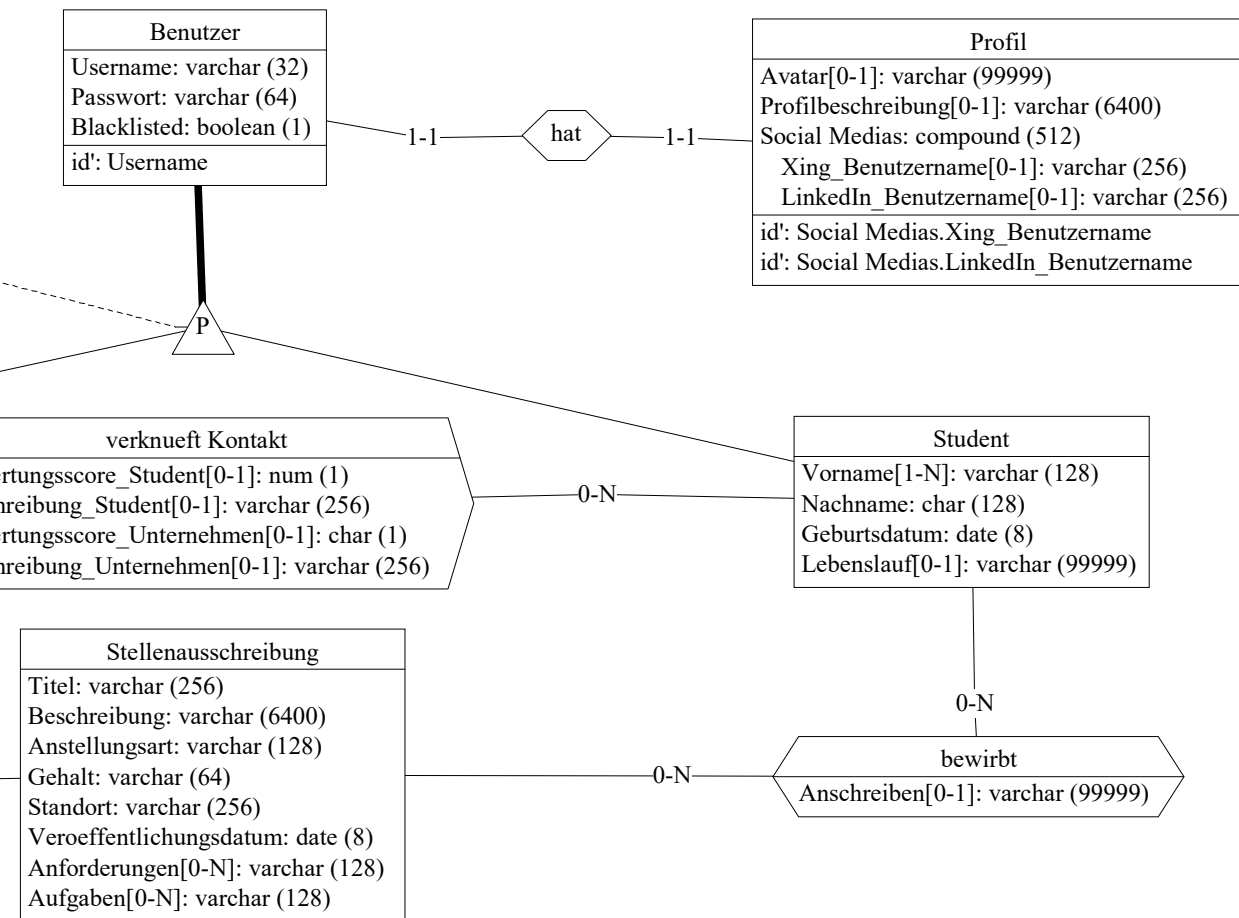 Benutzer
Username: varchar (32)
Passwort: varchar (64)
Blacklisted: boolean (1)
id': Username
1-1
hat
1-1
Profil
Avatar[0-1]: varchar (99999)
Profilbeschreibung[0-1]: varchar (6400)
Social Medias: compound (512)
Xing_Benutzername[0-1]: varchar (256)
LinkedIn_Benutzername[0-1]: varchar (256)
id': Social Medias.Xing_Benutzername
id': Social Medias.LinkedIn_Benutzername
P
verknueft Kontakt
ertungsscore_Student[0-1]: num (1)
hreibung_Student[0-1]: varchar (256)
ertungsscore_Unternehmen[0-1]: char (1)
hreibung_Unternehmen[0-1]: varchar (256)
0-N
Student
Vorname[1-N]: varchar (128)
Nachname: char (128)
Geburtsdatum: date (8)
Lebenslauf[0-1]: varchar (99999)
Stellenausschreibung
Titel: varchar (256)
Beschreibung: varchar (6400)
Anstellungsart: varchar (128)
Gehalt: varchar (64)
Standort: varchar (256)
Veroeffentlichungsdatum: date (8)
Anforderungen[0-N]: varchar (128)
Aufgaben[0-N]: varchar (128)
0-N
0-N
bewirbt
Anschreiben[0-1]: varchar (99999)